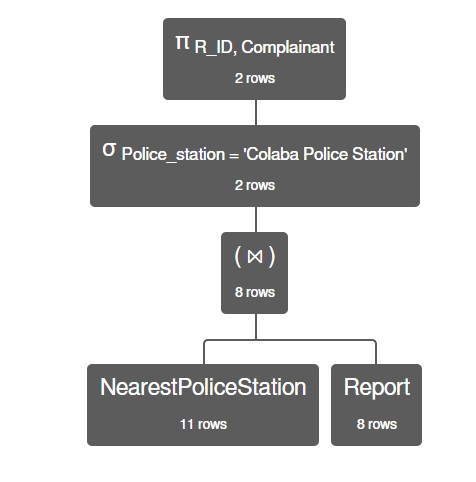 π R_ID, Complainant
2 rows
σ Police_station = 'Colaba Police Station'
2 rows
( ⋈ )
8 rows
NearestPoliceStation
11 rows
Report
8 rows